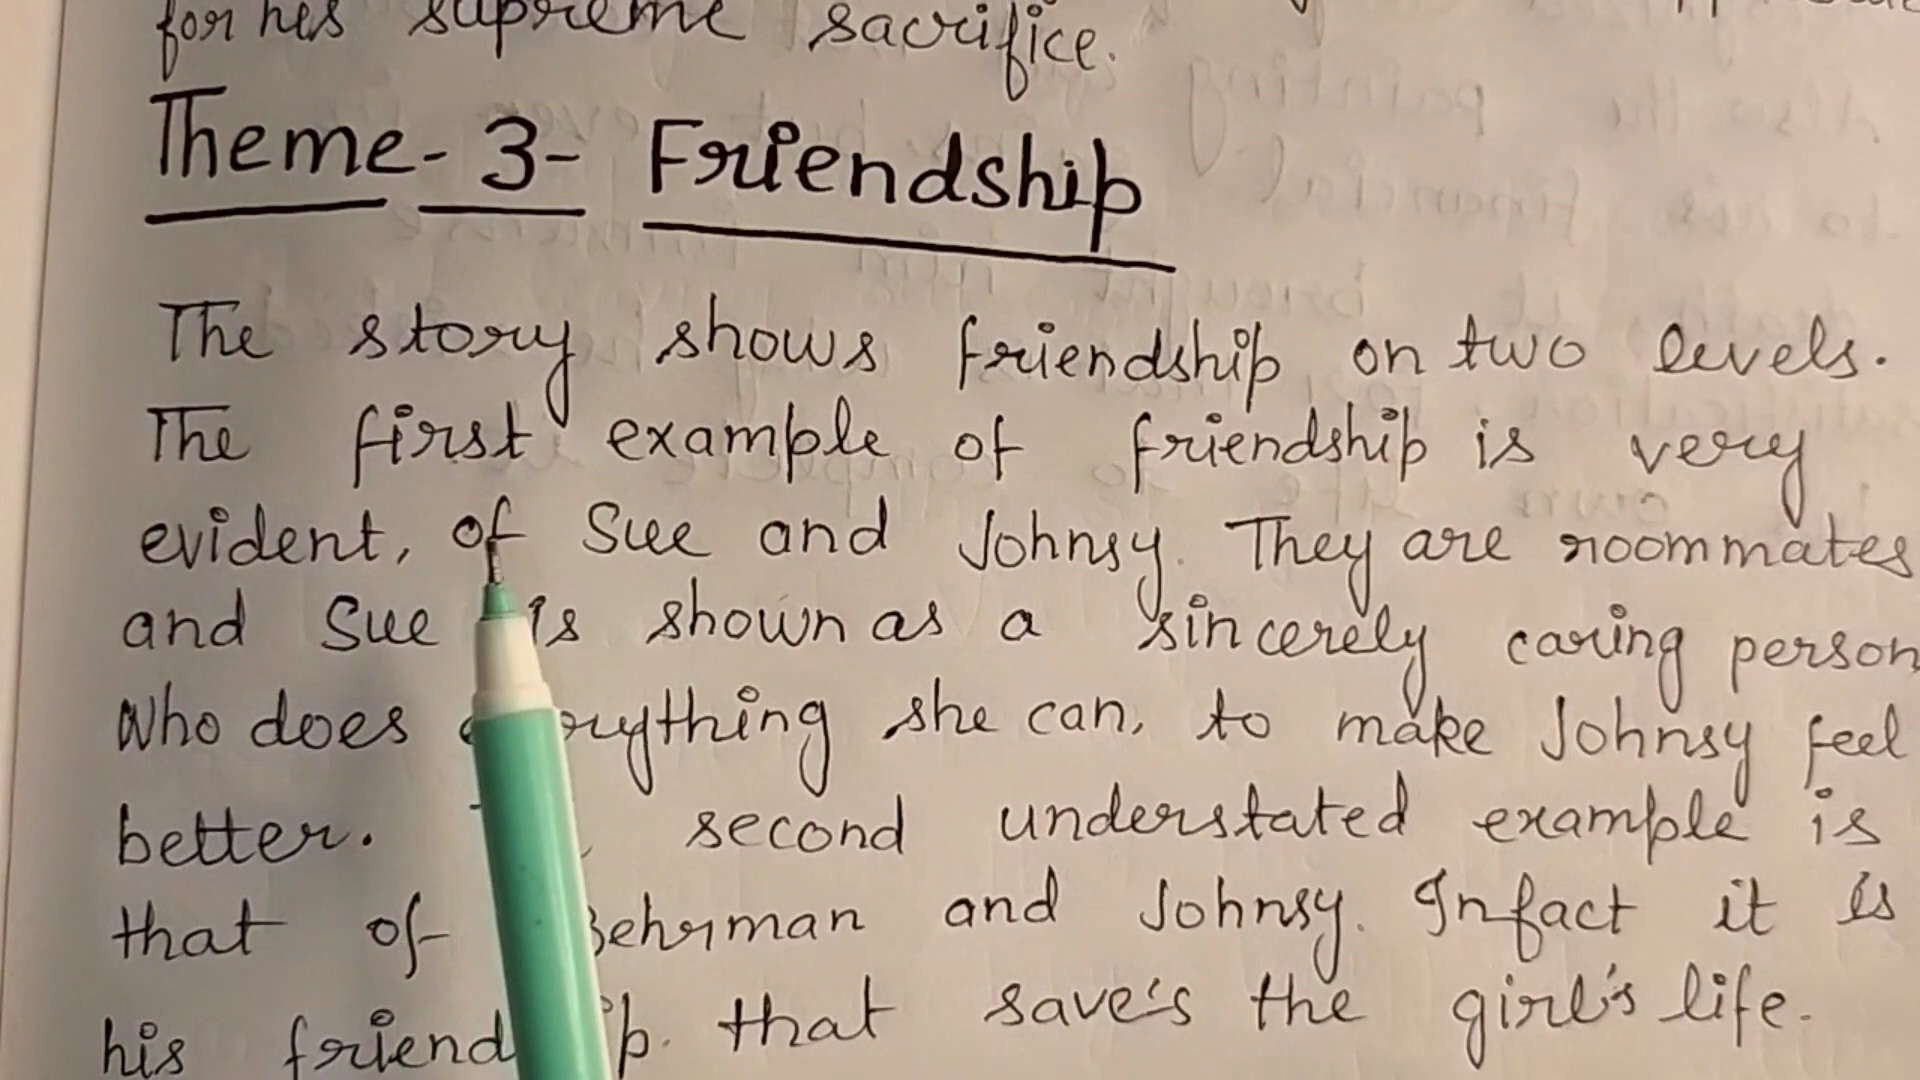 for his supreme sacrifice.
Theme-3- Friendship
The story shows friendship on two levels.
The first example of friendship is very
evident, of Sue and Johnsy. They are roommates
and Sue is shown as a sincerely caring person
Who does everything she can, to make Johnsy feel
better. second understated example is
that of Behrman and Johnsy. Infact it is
his friendship. that save's the girl's life.